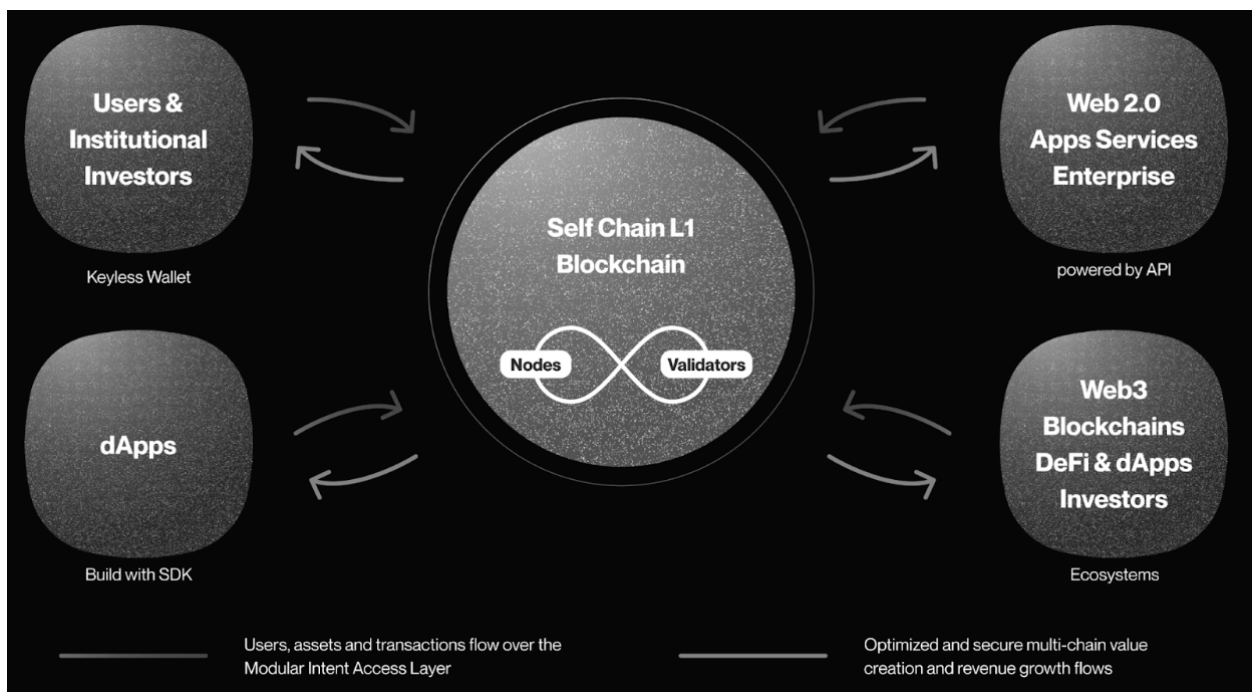 Users &
Institutional
Investors
Keyless Wallet
Web 2.0
Apps Services
Enterprise
powered by API
Self Chain L1
Blockchain
Nodes
Validators
dApps
Build with SDK
Web3
Blockchains
DeFi & dApps
Investors
Ecosystems
Users, assets and transactions flow over the
Modular Intent Access Layer
Optimized and secure multi-chain value
creation and revenue growth flows